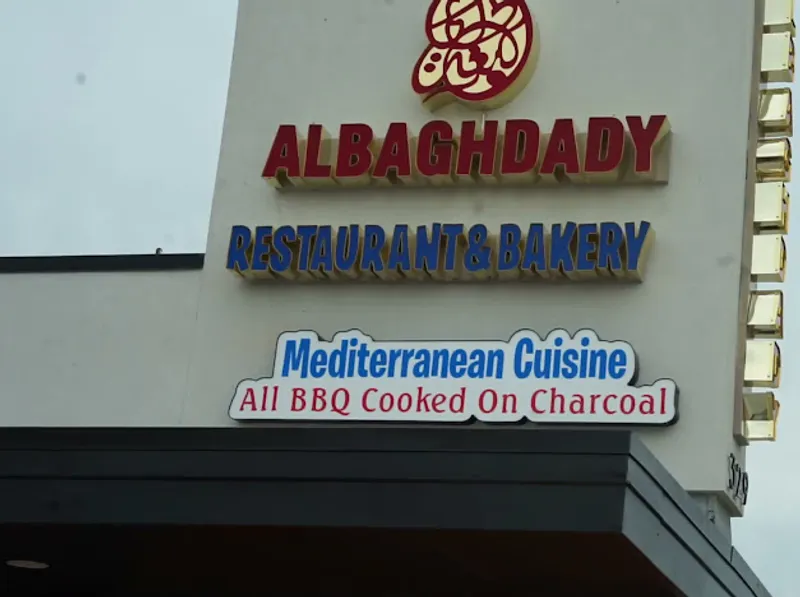 ALBAGHDADY
RESTAURANT & BAKERY
Mediterranean Cuisine
All BBQ Cooked On Charcoal